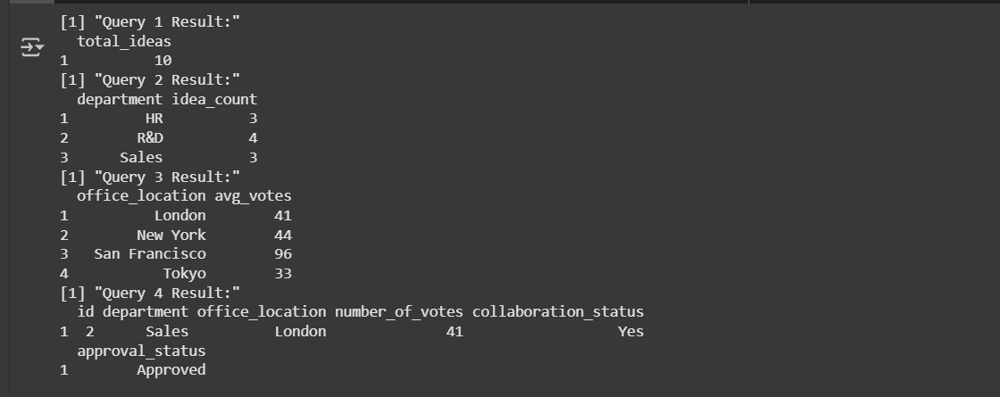 [1] "Query 1 Result:"
  total_ideas
1          10
[1] "Query 2 Result:"
  department idea_count
1         HR          3
2        R&D          4
3      Sales          3
[1] "Query 3 Result:"
  office_location avg_votes
1          London        41
2        New York        44
3   San Francisco        96
4           Tokyo        33
[1] "Query 4 Result:"
  id department office_location number_of_votes collaboration_status
1  2      Sales          London              41                  Yes
  approval_status
1        Approved